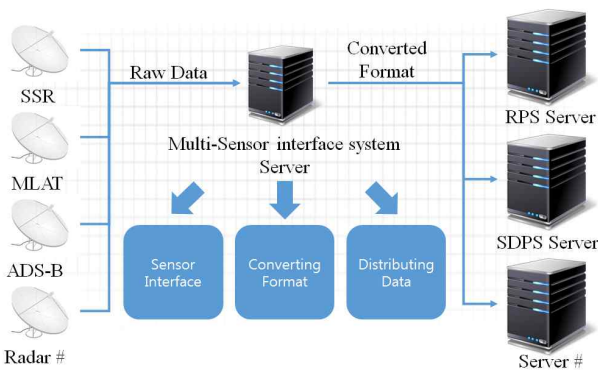 SSR
MLAT
ADS-B
Radar #
Raw Data
Converted
Format
Multi-Sensor interface system
Server
Sensor
Interface
Converting
Format
Distributing
Data
RPS Server
SDPS Server
Server #